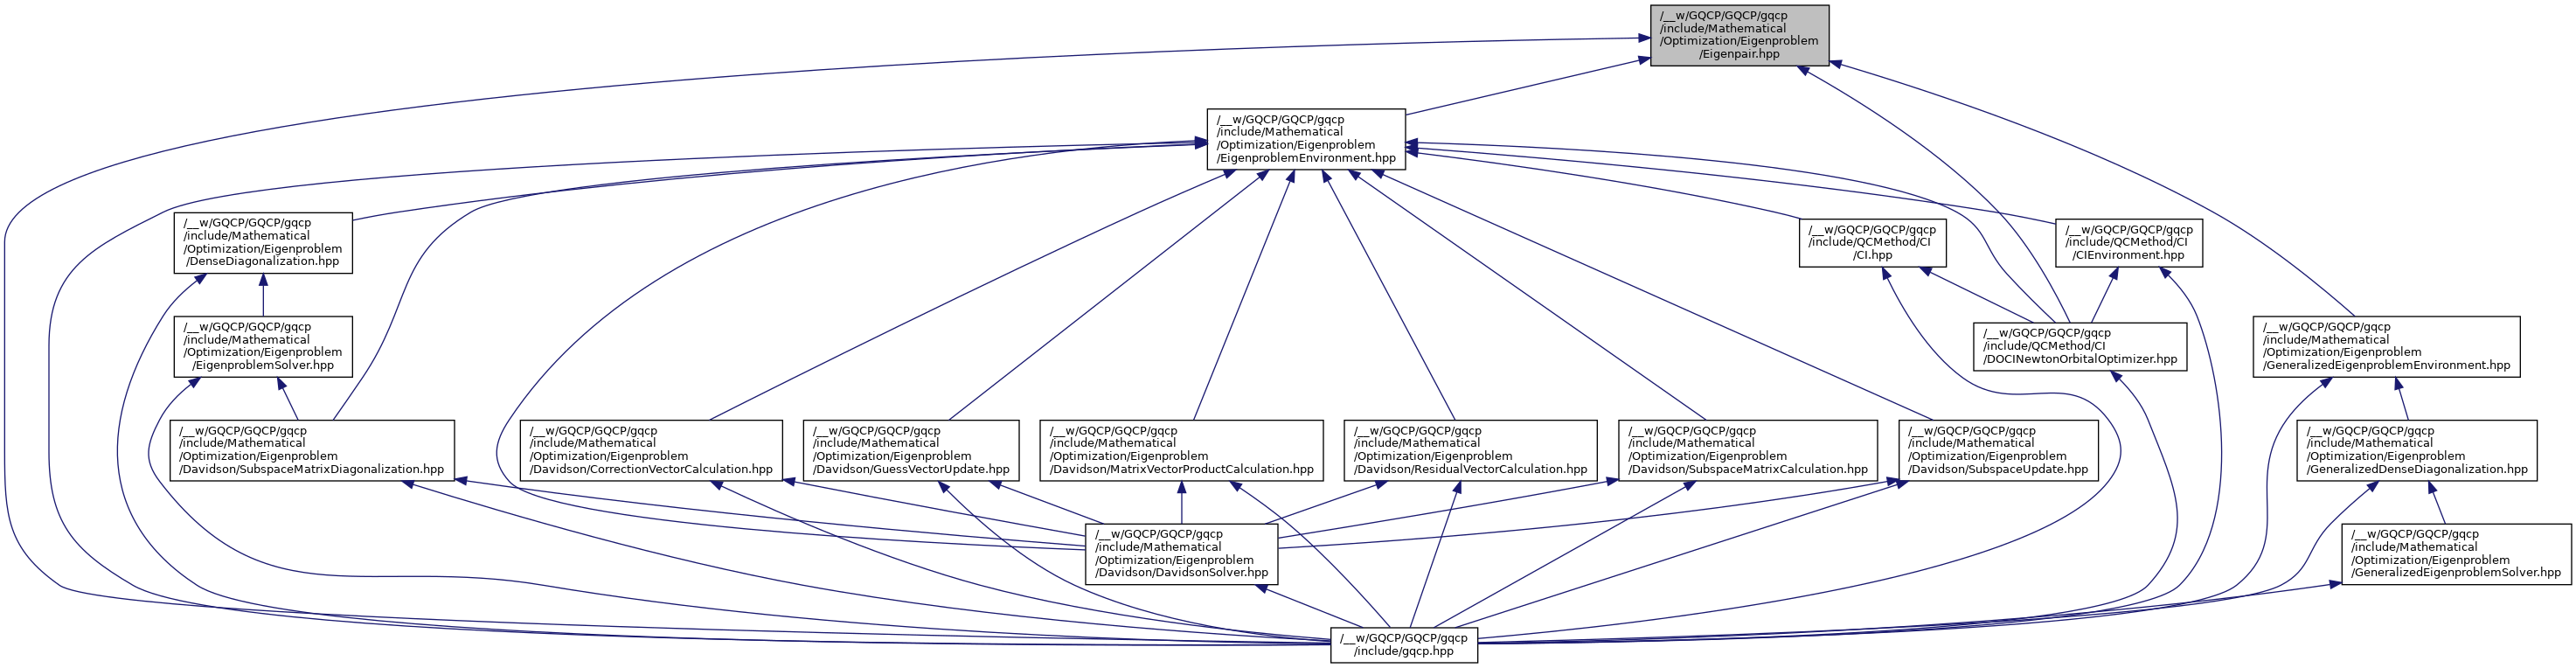 /__w/GQCP/GQCP/gqcp
/include/Mathematical
/Optimization/Eigenproblem
/Eigenpair.hpp
/__w/GQCP/GQCP/gqcp
/include/Mathematical
/Optimization/Eigenproblem
/EigenproblemEnvironment.hpp
/__w/GQCP/GQCP/gqcp
/include/Mathematical
/Optimization/Eigenproblem
/DenseDiagonalization.hpp
/__w/GQCP/GQCP/gqcp
/include/QCMethod/CI
/CI.hpp
/__w/GQCP/GQCP/gqcp
/include/QCMethod/CI
/CIEnvironment.hpp
/__w/GQCP/GQCP/gqcp
/include/Mathematical
/Optimization/Eigenproblem
/EigenproblemSolver.hpp
/__w/GQCP/GQCP/gqcp
/include/QCMethod/CI
/DOCINewtonOrbitalOptimizer.hpp
/__w/GQCP/GQCP/gqcp
/include/Mathematical
/Optimization/Eigenproblem
/GeneralizedEigenproblemEnvironment.hpp
/__w/GQCP/GQCP/gqcp
/include/Mathematical
/Optimization/Eigenproblem
/Davidson/SubspaceMatrixDiagonalization.hpp
/__w/GQCP/GQCP/gqcp
/include/Mathematical
/Optimization/Eigenproblem
/Davidson/CorrectionVectorCalculation.hpp
/__w/GQCP/GQCP/gqcp
/include/Mathematical
/Optimization/Eigenproblem
/Davidson/GuessVectorUpdate.hpp
/__w/GQCP/GQCP/gqcp
/include/Mathematical
/Optimization/Eigenproblem
/Davidson/MatrixVectorProductCalculation.hpp
/__w/GQCP/GQCP/gqcp
/include/Mathematical
/Optimization/Eigenproblem
/Davidson/ResidualVectorCalculation.hpp
/__w/GQCP/GQCP/gqcp
/include/Mathematical
/Optimization/Eigenproblem
/Davidson/SubspaceMatrixCalculation.hpp
/__w/GQCP/GQCP/gqcp
/include/Mathematical
/Optimization/Eigenproblem
/Davidson/SubspaceUpdate.hpp
/__w/GQCP/GQCP/gqcp
/include/Mathematical
/Optimization/Eigenproblem
/GeneralizedDenseDiagonalization.hpp
/__w/GQCP/GQCP/gqcp
/include/Mathematical
/Optimization/Eigenproblem
/Davidson/DavidsonSolver.hpp
/__w/GQCP/GQCP/gqcp
/include/Mathematical
/Optimization/Eigenproblem
/GeneralizedEigenproblemSolver.hpp
/__w/GQCP/GQCP/gqcp
/include/gqcp.hpp